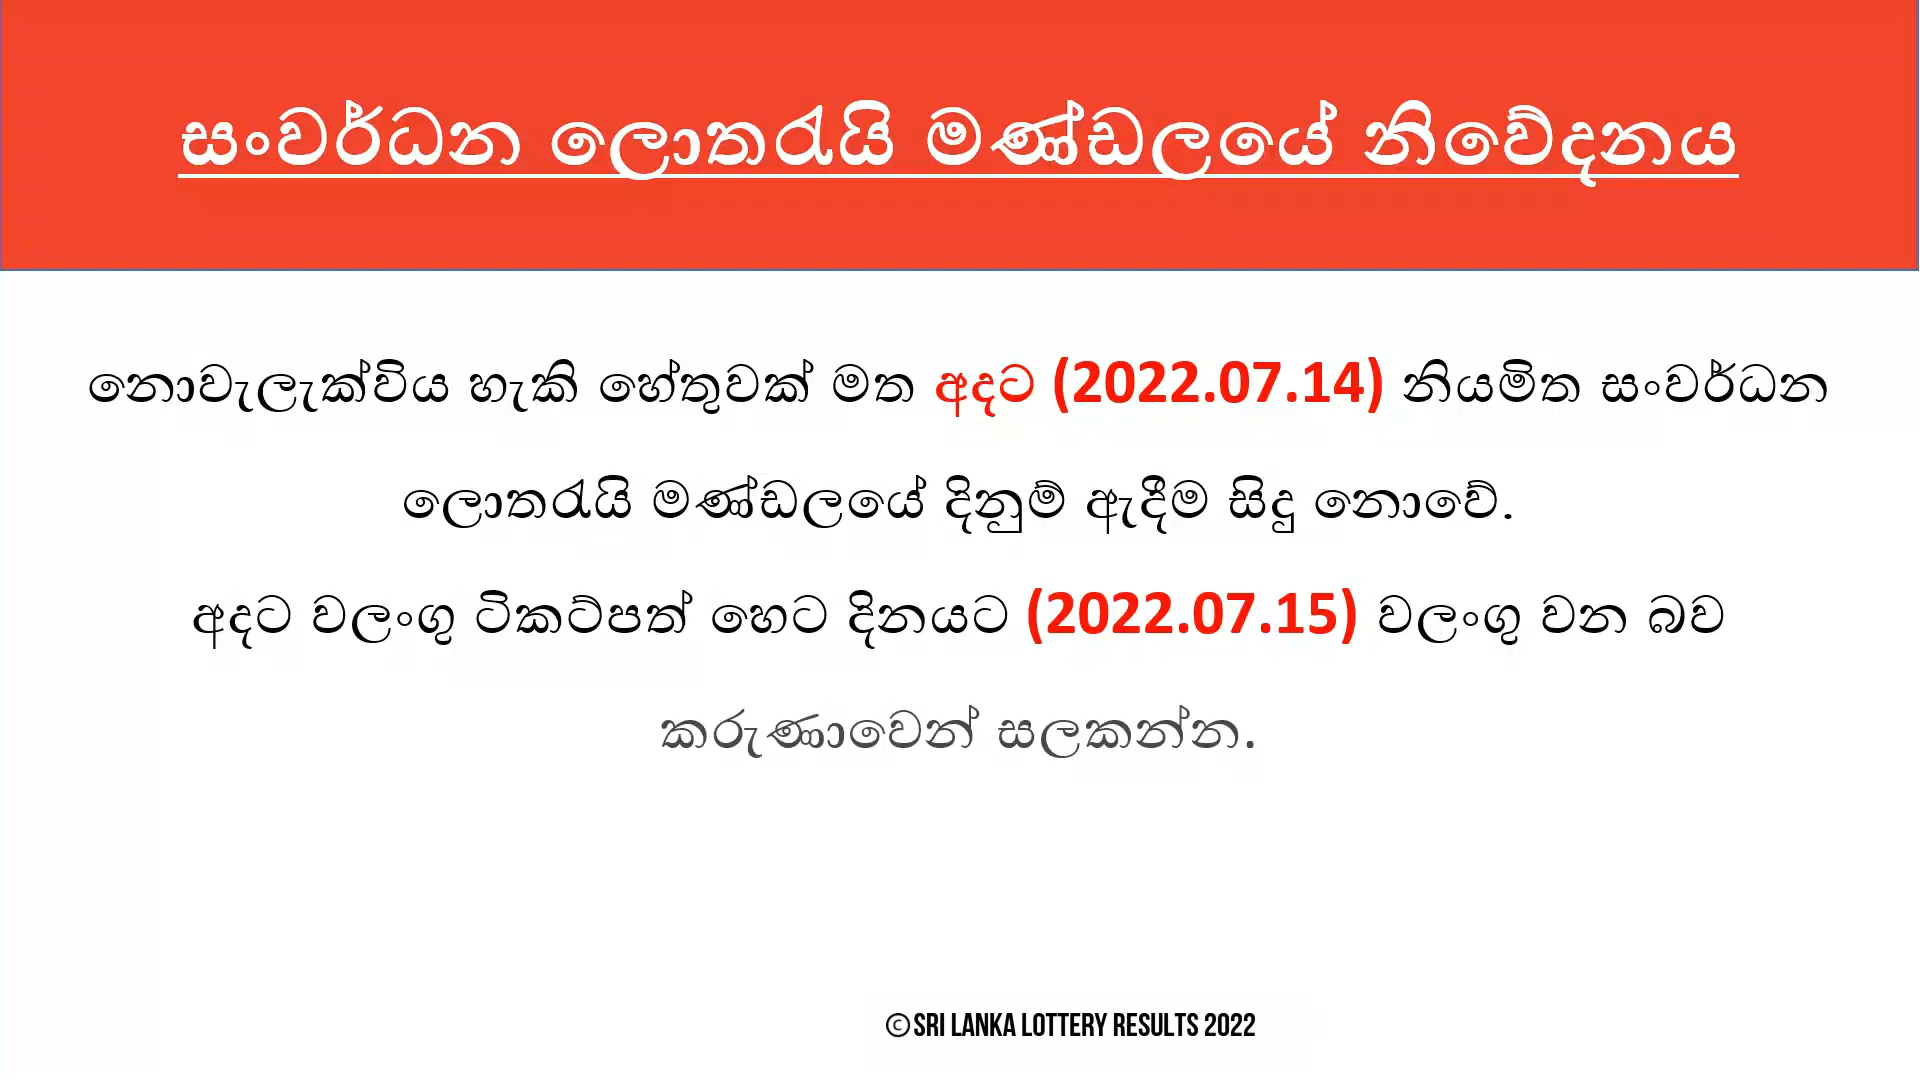 සංවර්ධන ලොතරැයි මණ්ඩලයේ නිවේදනය
නොවැලැක්විය හැකි හේතුවක් මත අදට (2022.07.14) නියමිත සංවර්ධන
ලොතරැයි මණ්ඩලයේ දිනුම් ඇදීම සිදු නොවේ.
අදට වලංගු ටිකට්පත් හෙට දිනයට (2022.07.15) වලංගු වන බව
කරුණාවෙන් සලකන්න.
©SRI LANKA LOTTERY RESULTS 2022